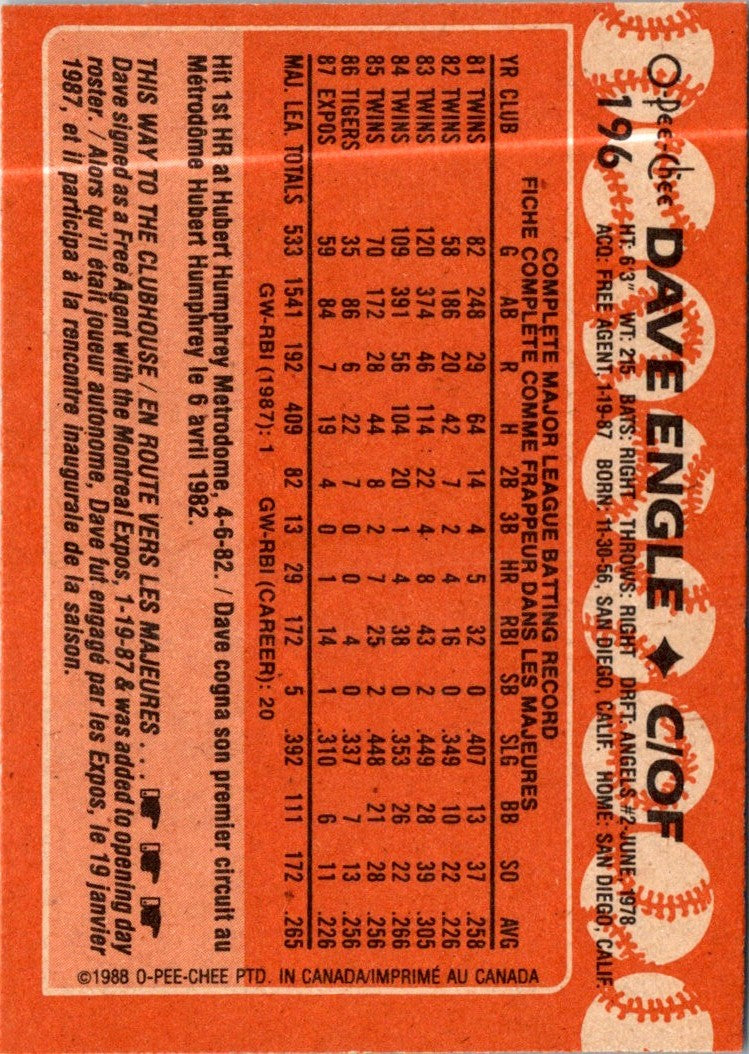 O-Pee-Chee
196
DAVE ENGLE ✦ C/OF
HT: 6'3" WT: 215 BATS: RIGHT THROWS: RIGHT DRFT: ANGELS #2-JUNE, 1978
ACQ: FREE AGENT, 1-19-87 BORN: 11-30-56, SAN DIEGO, CALIF. HOME: SAN DIEGO, CALIF.
COMPLETE MAJOR LEAGUE BATTING RECORD
FICHE COMPLÈTE COMME FRAPPEUR DANS LES MAJEURES
YR CLUB G AB R H 2B 3B HR RBI SB SLG BB SO AVG
81 TWINS 82 248 29 64 14 4 5 32 0 .407 13 37 .258
82 TWINS 58 186 20 42 7 2 4 16 0 .349 10 22 .226
83 TWINS 120 374 46 114 22 4 8 43 2 .449 28 39 .305
84 TWINS 109 391 56 104 20 1 4 38 0 .353 26 22 .266
85 TWINS 70 172 28 44 8 2 7 25 2 .448 21 28 .256
86 TIGERS 35 86 6 22 7 0 0 4 0 .337 7 13 .256
87 EXPOS 59 84 7 19 4 0 1 14 1 .310 6 11 .226
MAJ. LEA. TOTALS 533 1541 192 409 82 13 29 172 5 .392 111 172 .265
GW-RBI (1987): 1 GW-RBI (CAREER): 20
Hit 1st HR at Hubert Humphrey Metrodome, 4-6-82. / Dave cogna son premier circuit au
Métrodôme Hubert Humphrey le 6 avril 1982.
THIS WAY TO THE CLUBHOUSE / EN ROUTE VERS LES MAJEURES . . .
Dave signed as a Free Agent with the Montreal Expos, 1-19-87 & was added to opening day
roster. / Alors qu'il était joueur autonome, Dave fut engagé par les Expos, le 19 janvier
1987, et il participa à la rencontre inaugurale de la saison.
©1988 O-PEE-CHEE PTD. IN CANADA/IMPRIMÉ AU CANADA